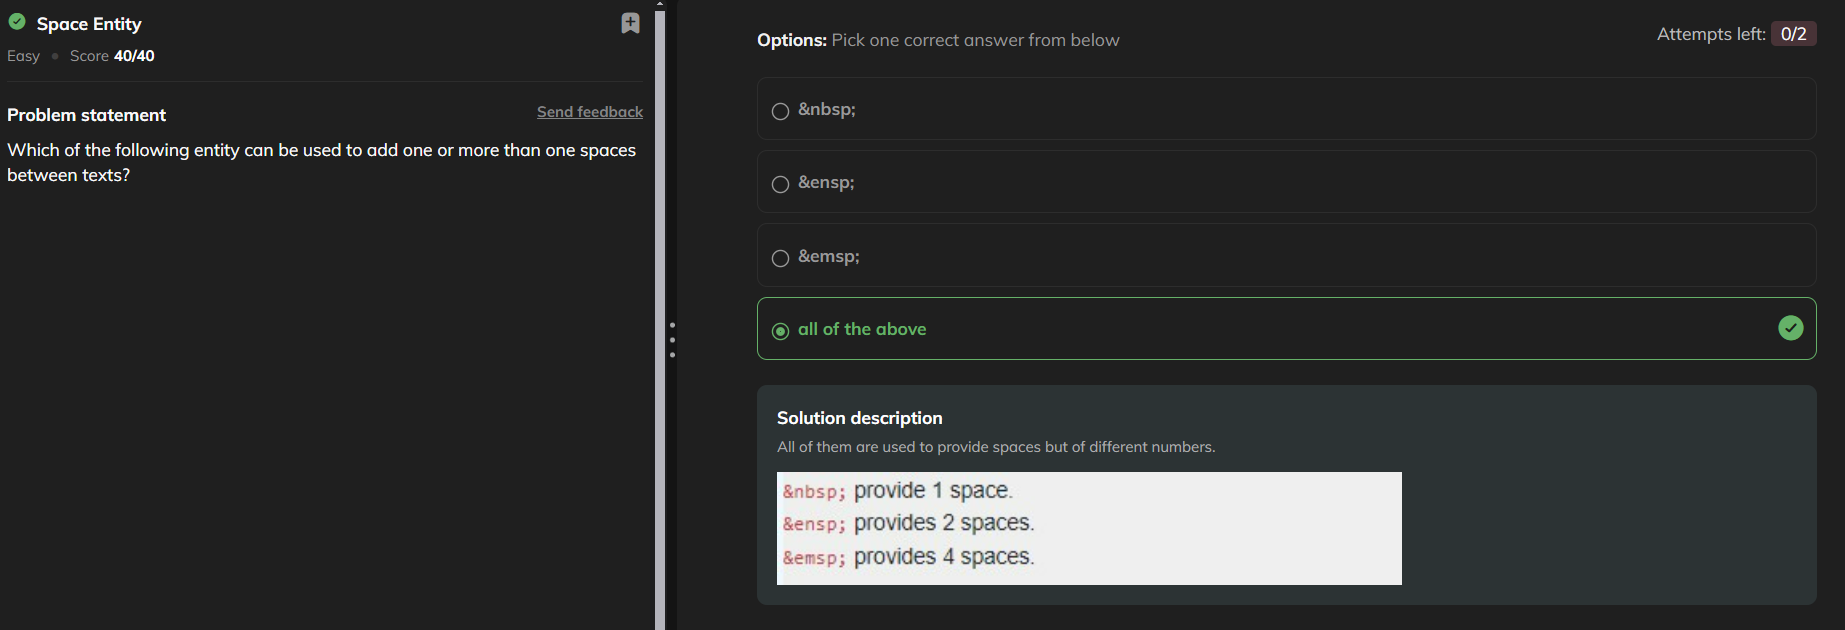 Space Entity
Easy • Score 40/40
Problem statement
Send feedback
Which of the following entity can be used to add one or more than one spaces
between texts?
Options: Pick one correct answer from below
Attempts left: 0/2
&nbsp;
&ensp;
&emsp;
all of the above
Solution description
All of them are used to provide spaces but of different numbers.
&nbsp; provide 1 space.
&ensp; provides 2 spaces.
&emsp; provides 4 spaces.